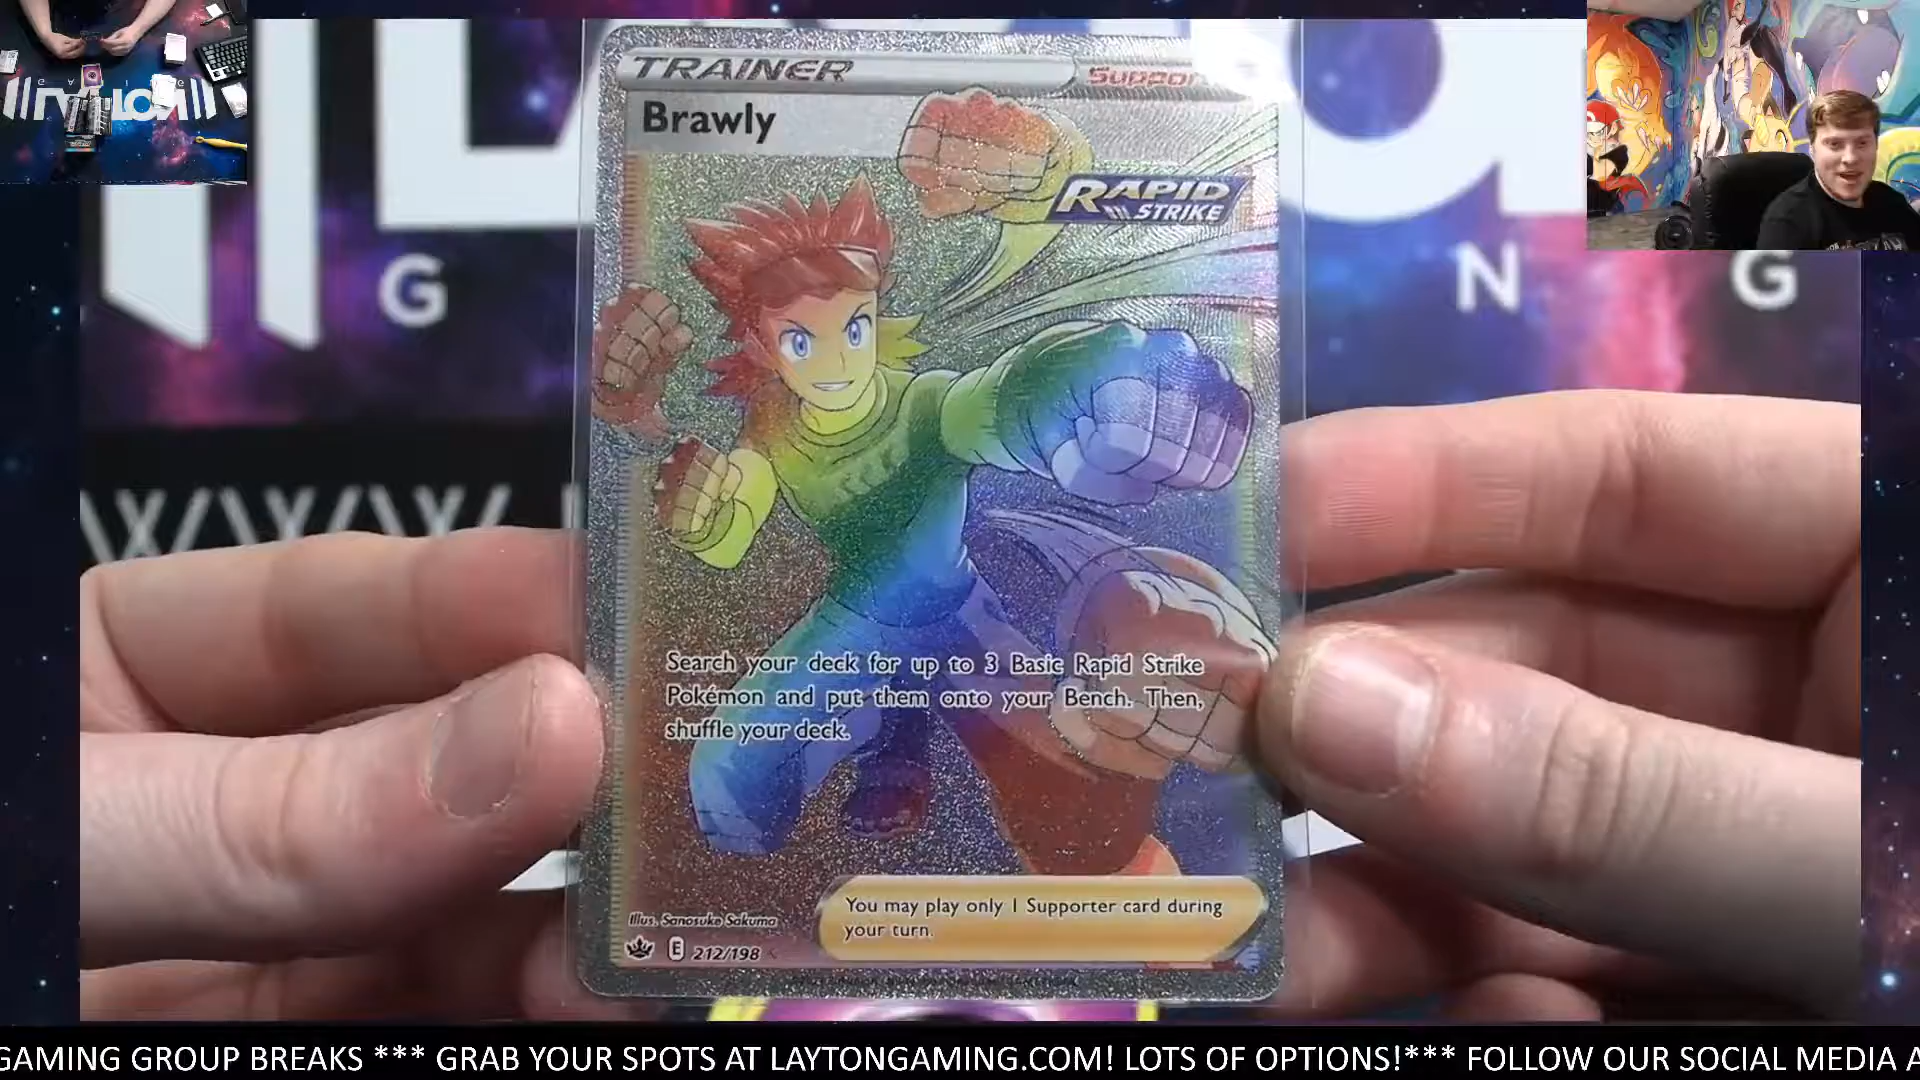 TRAINER
Suppor
Brawly
RAPID
STRIKE
G
N G
WWW.
Search your deck for up to 3 Basic Rapid Strike
Pokémon and put them onto your Bench. Then,
shuffle your deck.
You may play only 1 Supporter card during
your turn.
Illus. Sanosuke Sakuma
E 212/198
GAMING GROUP BREAKS *** GRAB YOUR SPOTS AT LAYTONGAMING.COM! LOTS OF OPTIONS!*** FOLLOW OUR SOCIAL MEDIA A